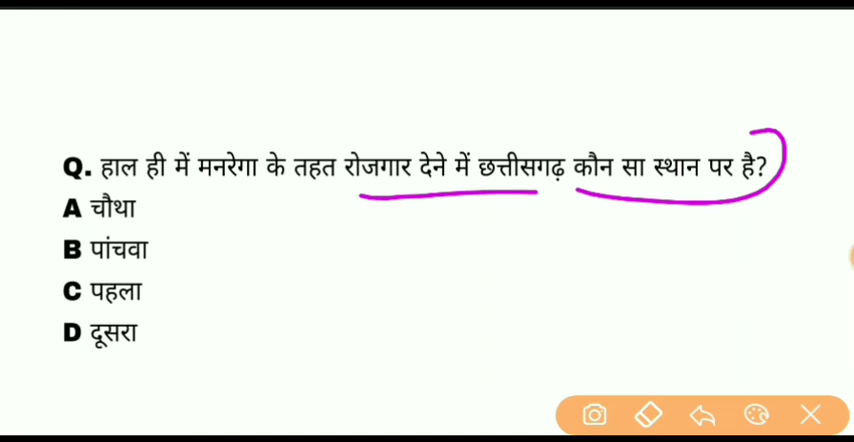 Q. हाल ही में मनरेगा के तहत रोजगार देने में छत्तीसगढ़ कौन सा स्थान पर है?
A चौथा
B पांचवा
C पहला
D दूसरा